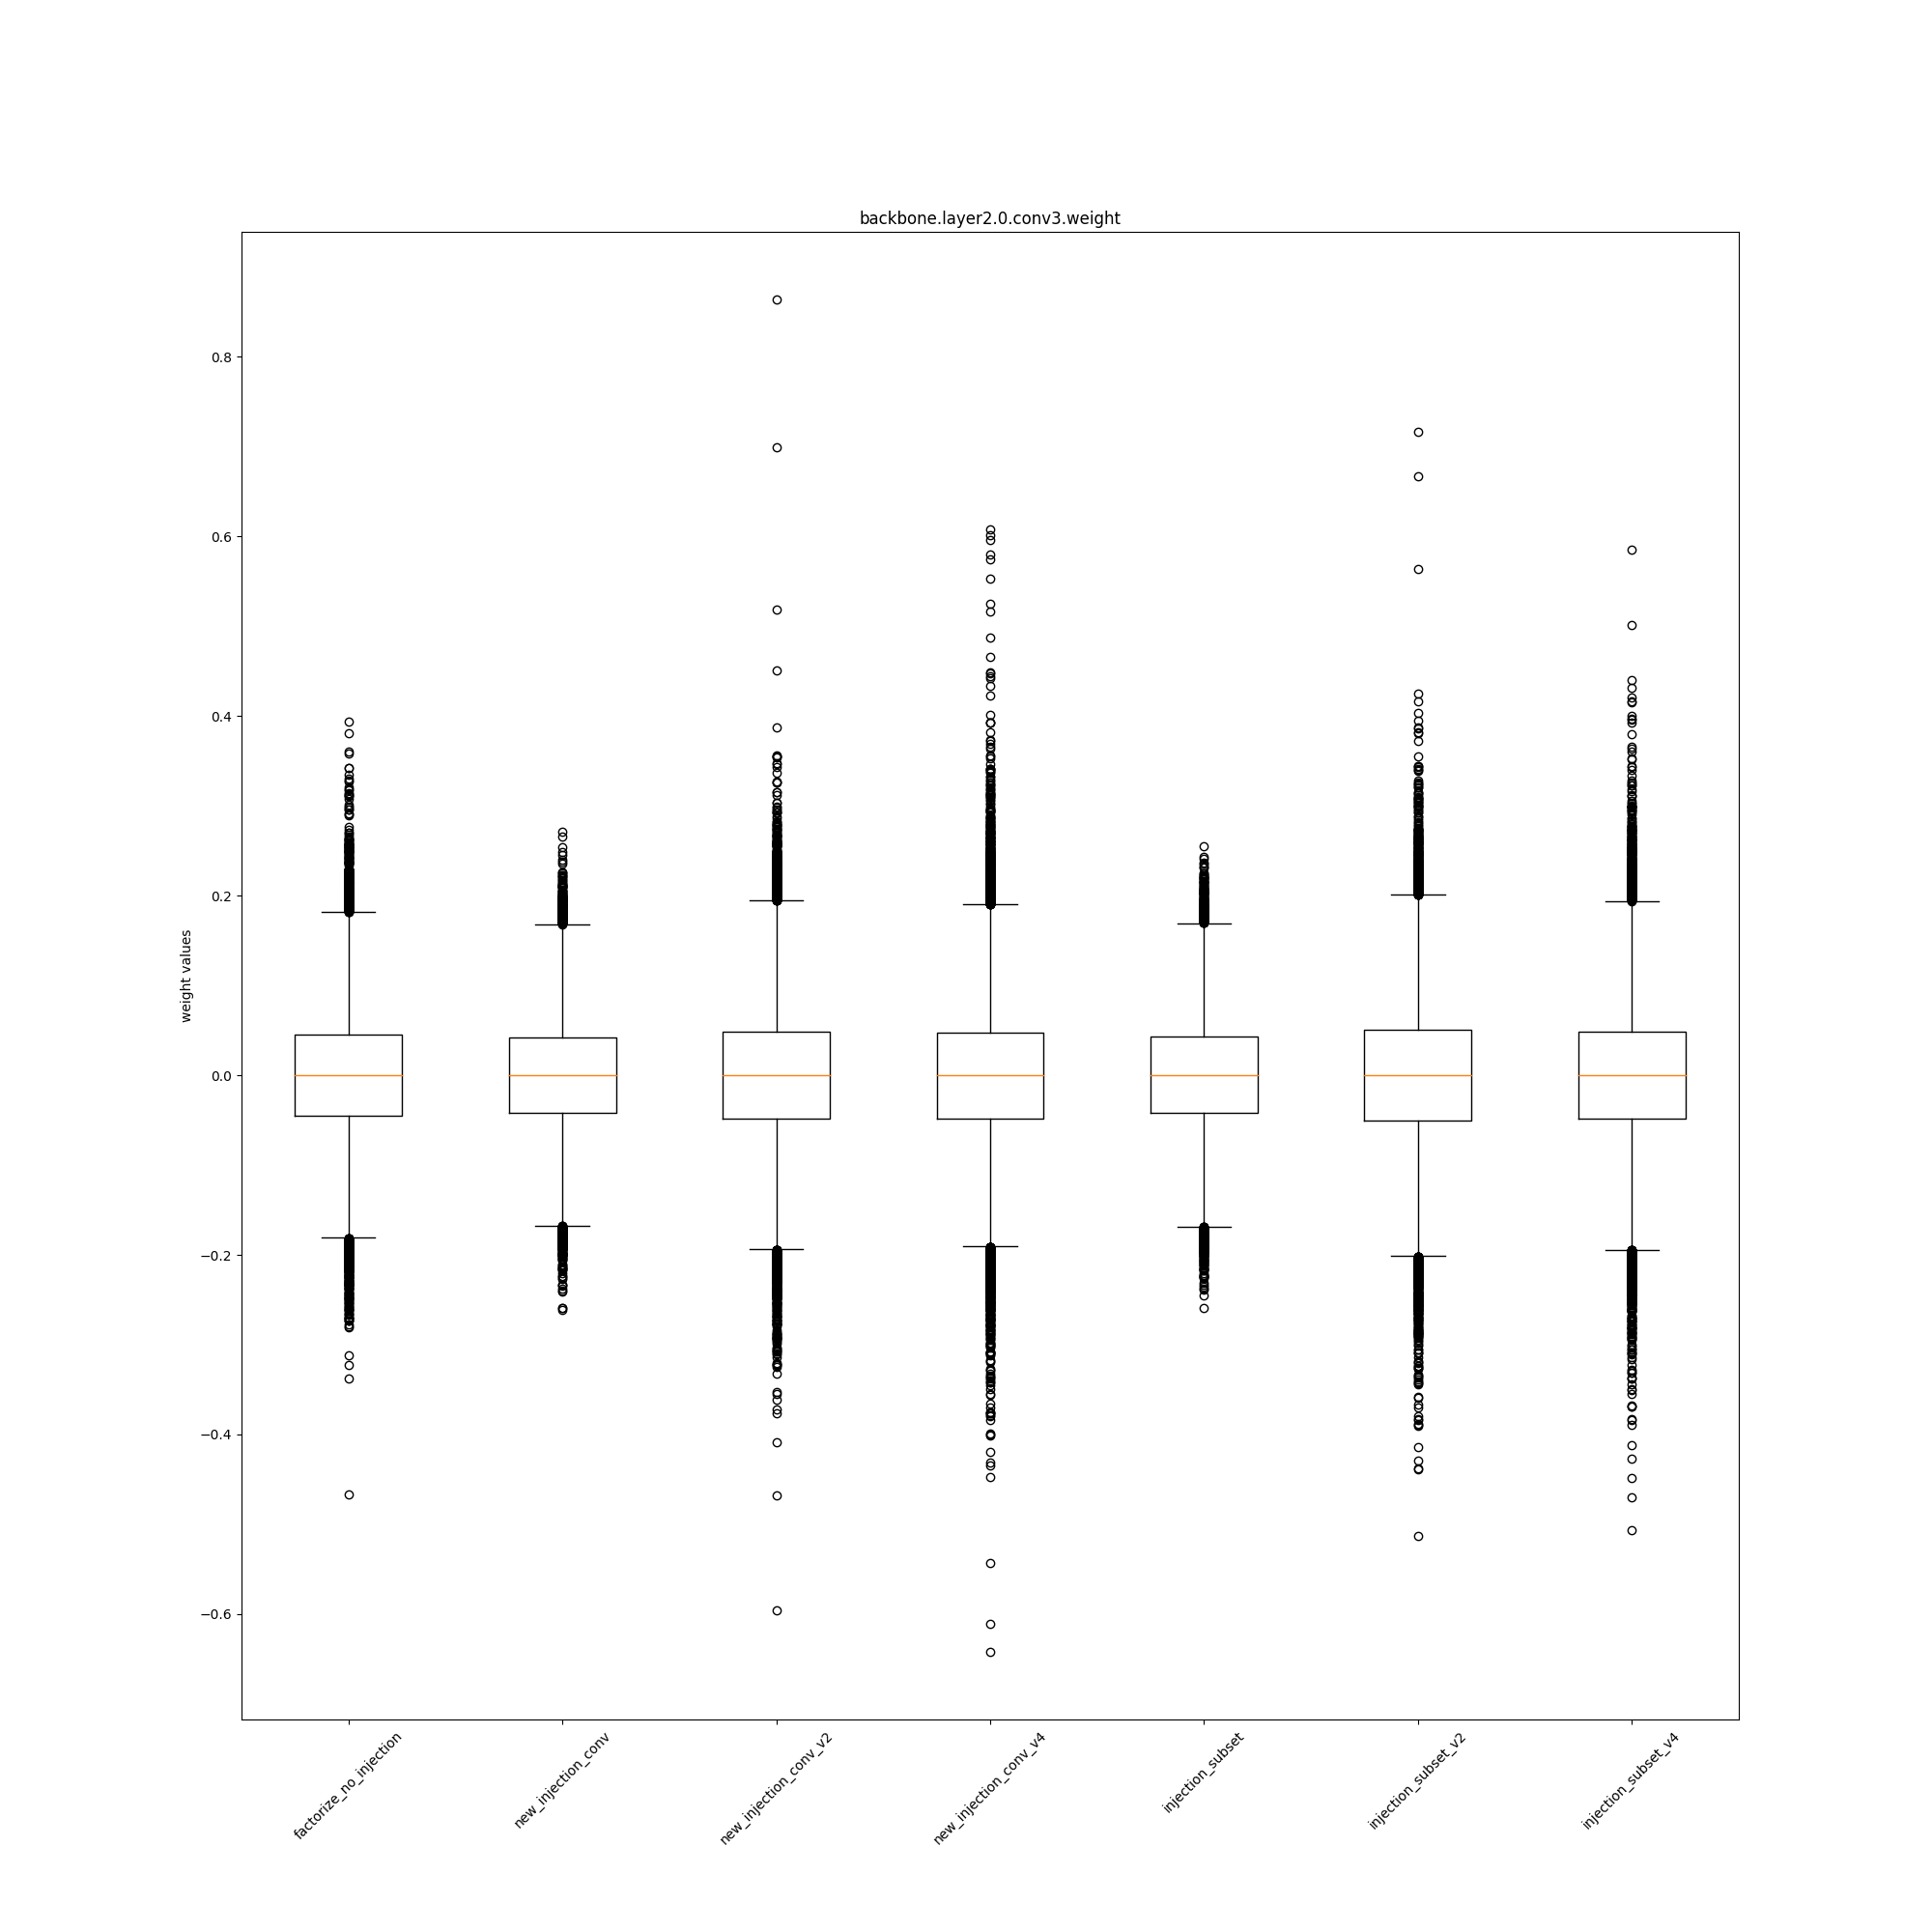 backbone.layer2.0.conv3.weight
weight values
0.8
0.6
0.4
0.2
0.0
−0.2
−0.4
−0.6
factorize_no_injection
new_injection_conv
new_injection_conv_v2
new_injection_conv_v4
injection_subset
injection_subset_v2
injection_subset_v4